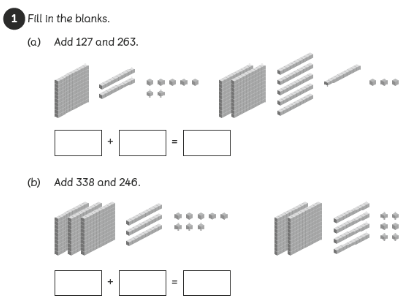 1 Fill in the blanks.
(a) Add 127 and 263.
+ =
(b) Add 338 and 246.
+ =